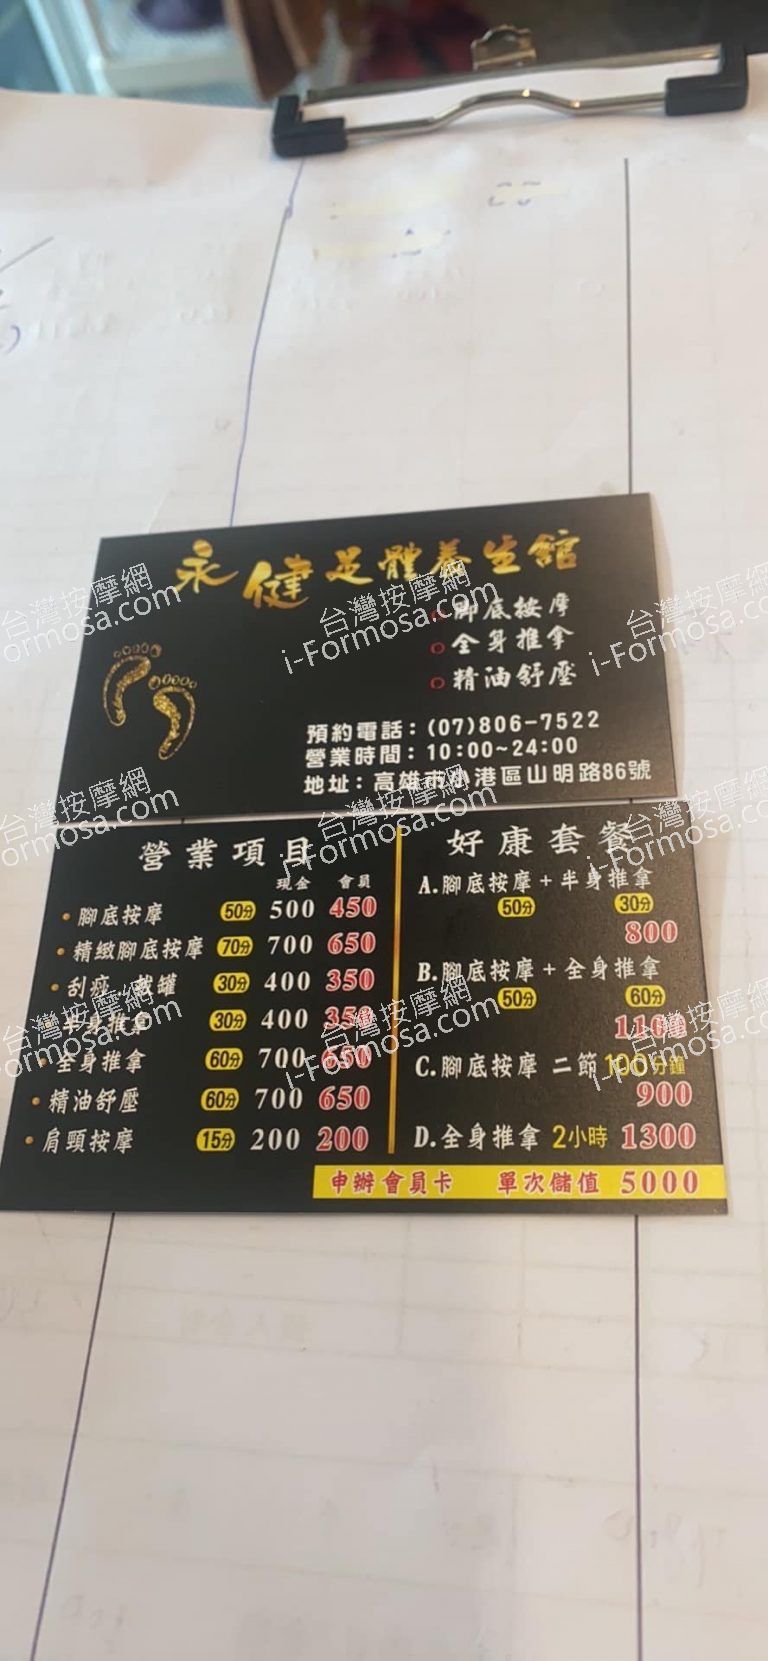 永健足體養生館
腳底按摩
全身推拿
精油舒壓
預約電話：(07)806-7522
營業時間：10:00~24:00
地址：高雄市小港區山明路86號
營業項目
現金 會員
腳底按摩 50分 500 450
精緻腳底按摩 70分 700 650
刮痧．拔罐 30分 400 350
半身推拿 30分 400 350
全身推拿 60分 700 650
精油舒壓 60分 700 650
肩頸按摩 15分 200 200
好康套餐
A.腳底按摩+半身推拿
50分 30分
800
B.腳底按摩+全身推拿
50分 60分
1100
C.腳底按摩 二節 100分鐘
900
D.全身推拿 2小時 1300
申辦會員卡 單次儲值 5000
台灣按摩網
i-Formosa.com